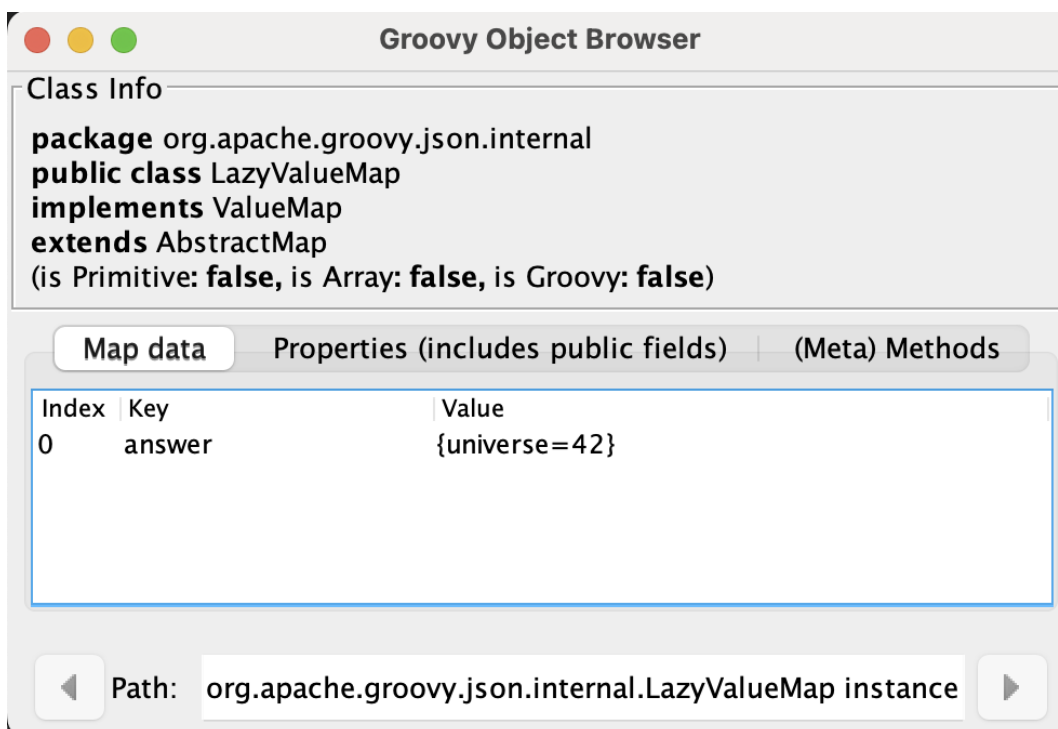 Groovy Object Browser
Class Info
package org.apache.groovy.json.internal
public class LazyValueMap
implements ValueMap
extends AbstractMap
(is Primitive: false, is Array: false, is Groovy: false)
Map data Properties (includes public fields) (Meta) Methods
Index Key Value
0 answer {universe=42}
Path: org.apache.groovy.json.internal.LazyValueMap instance